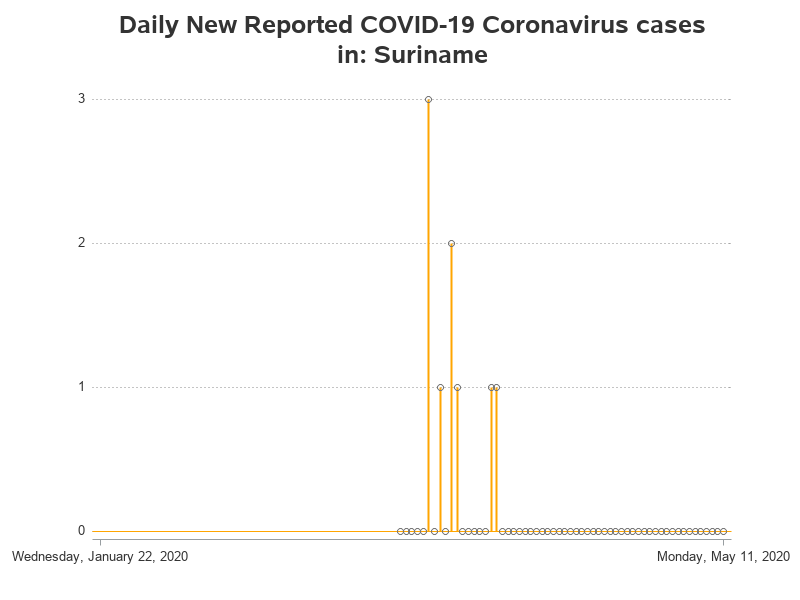 Daily New Reported COVID-19 Coronavirus cases
in: Suriname
3
2
1
0
Wednesday, January 22, 2020
Monday, May 11, 2020